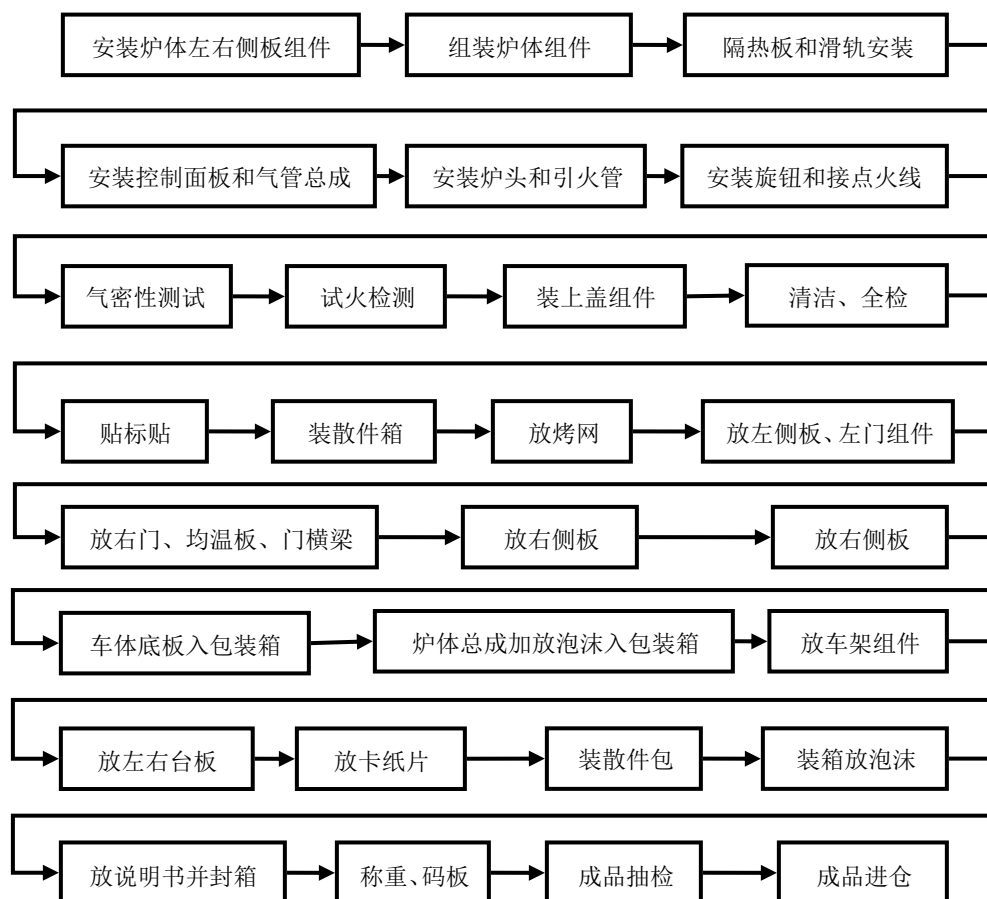 安装炉体左右侧板组件 组装炉体组件 隔热板和滑轨安装
安装控制面板和气管总成 安装炉头和引火管 安装旋钮和接点火线
气密性测试 试火检测 装上盖组件 清洁、全检
贴标贴 装散件箱 放烤网 放左侧板、左门组件
放右门、均温板、门横梁 放右侧板 放右侧板
车体底板入包装箱 炉体总成加放泡沫入包装箱 放车架组件
放左右台板 放卡纸片 装散件包 装箱放泡沫
放说明书并封箱 称重、码板 成品抽检 成品进仓